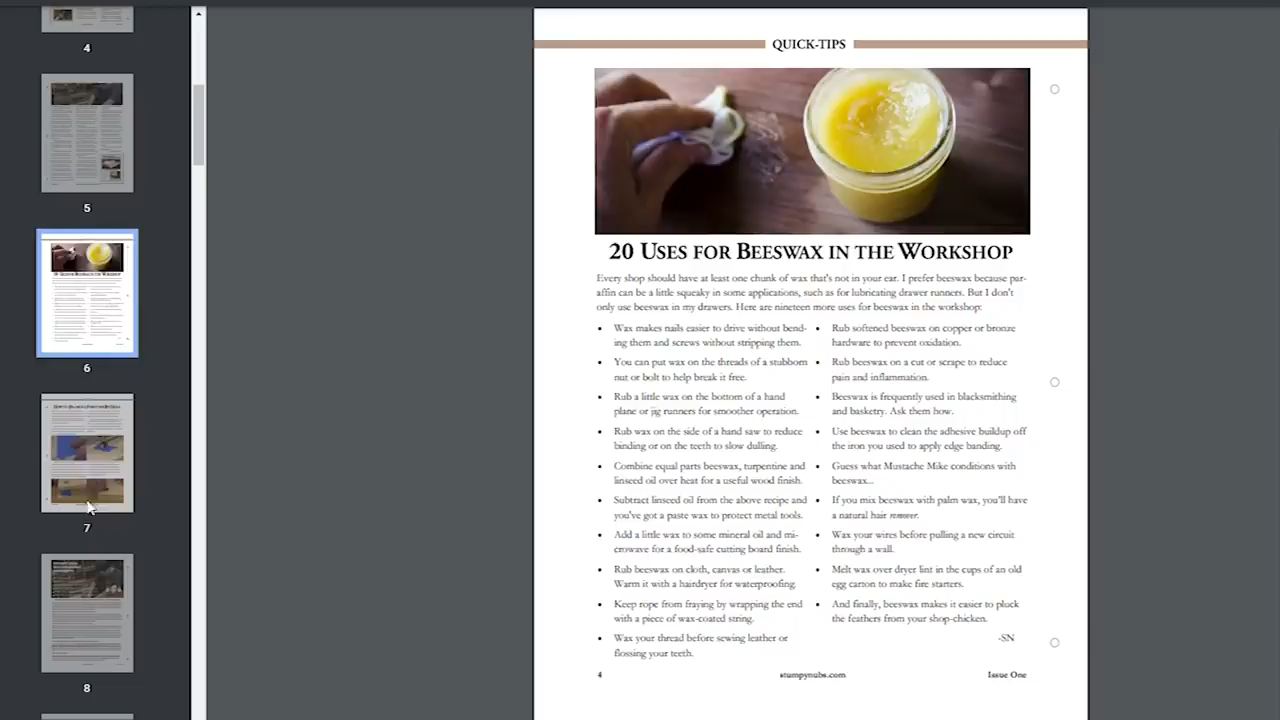 4
5
6
7
8
QUICK-TIPS
20 USES FOR BEESWAX IN THE WORKSHOP
Every shop should have at least one chunk of wax that's not in your ear. I prefer beeswax because par-
affin can be a little squeaky in some applications, such as for lubricating drawer runners. But I don't
only use beeswax in my drawers. Here are nineteen more uses for beeswax in the workshop:
• Wax makes nails easier to drive without bend-
ing them and screws without stripping them.
• You can put wax on the threads of a stubborn
nut or bolt to help break it free.
• Rub a little wax on the bottom of a hand
plane or jig runners for smoother operation.
• Rub wax on the side of a hand saw to reduce
binding or on the teeth to slow dulling.
• Combine equal parts beeswax, turpentine and
linseed oil over heat for a useful wood finish.
• Subtract linseed oil from the above recipe and
you've got a paste wax to protect metal tools.
• Add a little wax to some mineral oil and mi-
crowave for a food-safe cutting board finish.
• Rub beeswax on cloth, canvas or leather.
Warm it with a hairdryer for waterproofing.
• Keep rope from fraying by wrapping the end
with a piece of wax-coated string.
• Wax your thread before sewing leather or
flossing your teeth.
• Rub softened beeswax on copper or bronze
hardware to prevent oxidation.
• Rub beeswax on a cut or scrape to reduce
pain and inflammation.
• Beeswax is frequently used in blacksmithing
and basketry. Ask them how.
• Use beeswax to clean the adhesive buildup off
the iron you used to apply edge banding.
• Guess what Mustache Mike conditions with
beeswax...
• If you mix beeswax with palm wax, you'll have
a natural hair remover.
• Wax your wires before pulling a new circuit
through a wall.
• Melt wax over dryer lint in the cups of an old
egg carton to make fire starters.
• And finally, beeswax makes it easier to pluck
the feathers from your shop-chicken.
-SN
4
stumpynubs.com
Issue One